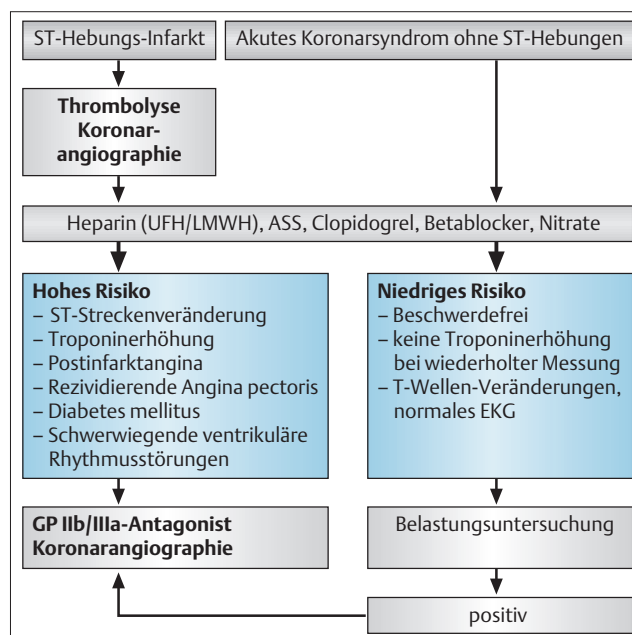 ST-Hebungs-Infarkt
Akutes Koronarsyndrom ohne ST-Hebungen
Thrombolyse
Koronar-
angiographie
Heparin (UFH/LMWH), ASS, Clopidogrel, Betablocker, Nitrate
Hohes Risiko
– ST-Streckenveränderung
– Troponinerhöhung
– Postinfarktangina
– Rezividierende Angina pectoris
– Diabetes mellitus
– Schwerwiegende ventrikuläre
Rhythmusstörungen
Niedriges Risiko
– Beschwerdefrei
– keine Troponinerhöhung
bei wiederholter Messung
– T-Wellen-Veränderungen,
normales EKG
GP IIb/IIIa-Antagonist
Koronarangiographie
Belastungsuntersuchung
positiv